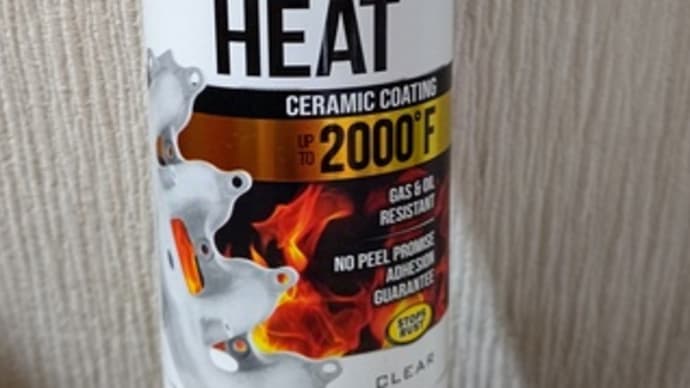 HEAT
CERAMIC COATING
UP TO 2000°F
GAS & OIL
RESISTANT
NO PEEL PROMISE
ADHESION
GUARANTEE
STOPS
RUST
CLEAR